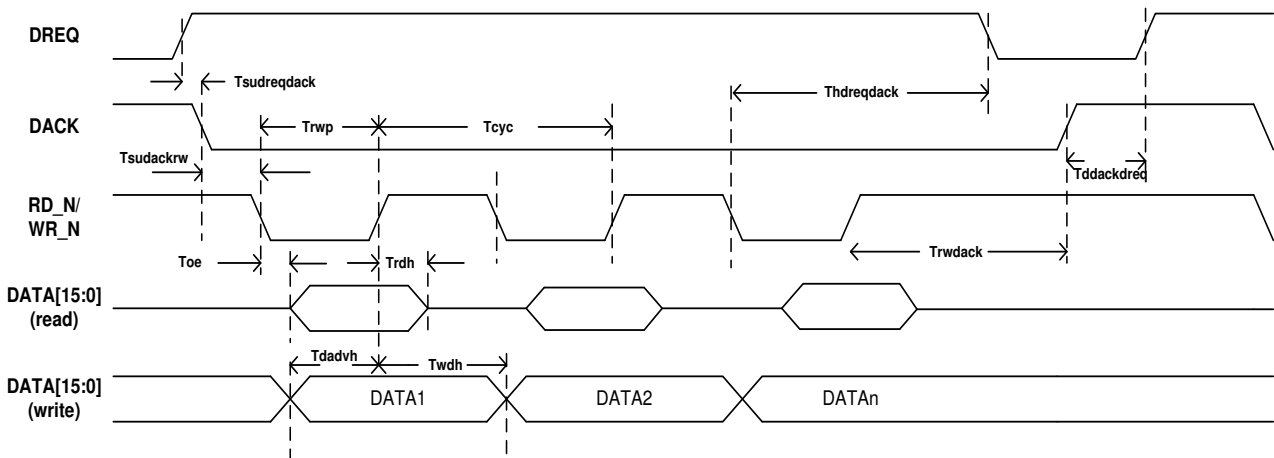 DREQ
Tsudreqdack
Thdreqdack
DACK
Trwp
Tcyc
Tsudackrw
Tddackdreq
RD_N/
WR_N
Toe
Trdh
Trwdack
DATA[15:0]
(read)
Tdadvh
Twdh
DATA[15:0]
(write)
DATA1
DATA2
DATAn